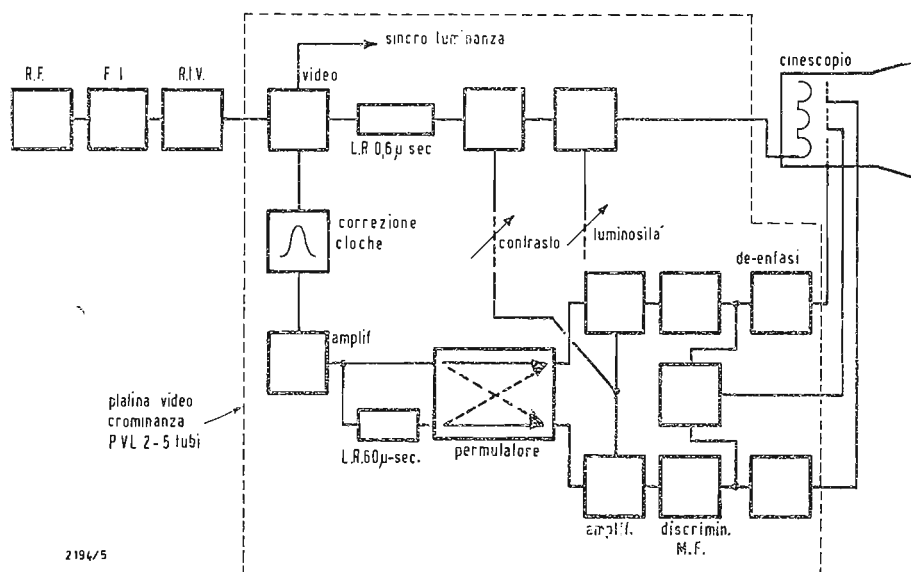 sincro luminanza
R.F.
F I.
R.I.V.
video
cinescopio
L.R 0,6µ sec
correzione
cloche
contrasto
luminosità
de-enfasi
amplif
platina video
crominanza
PVL 2-5 tubi
L.R.60µ-sec.
permutatore
amplif.
discrimin.
M.F.
2194/5